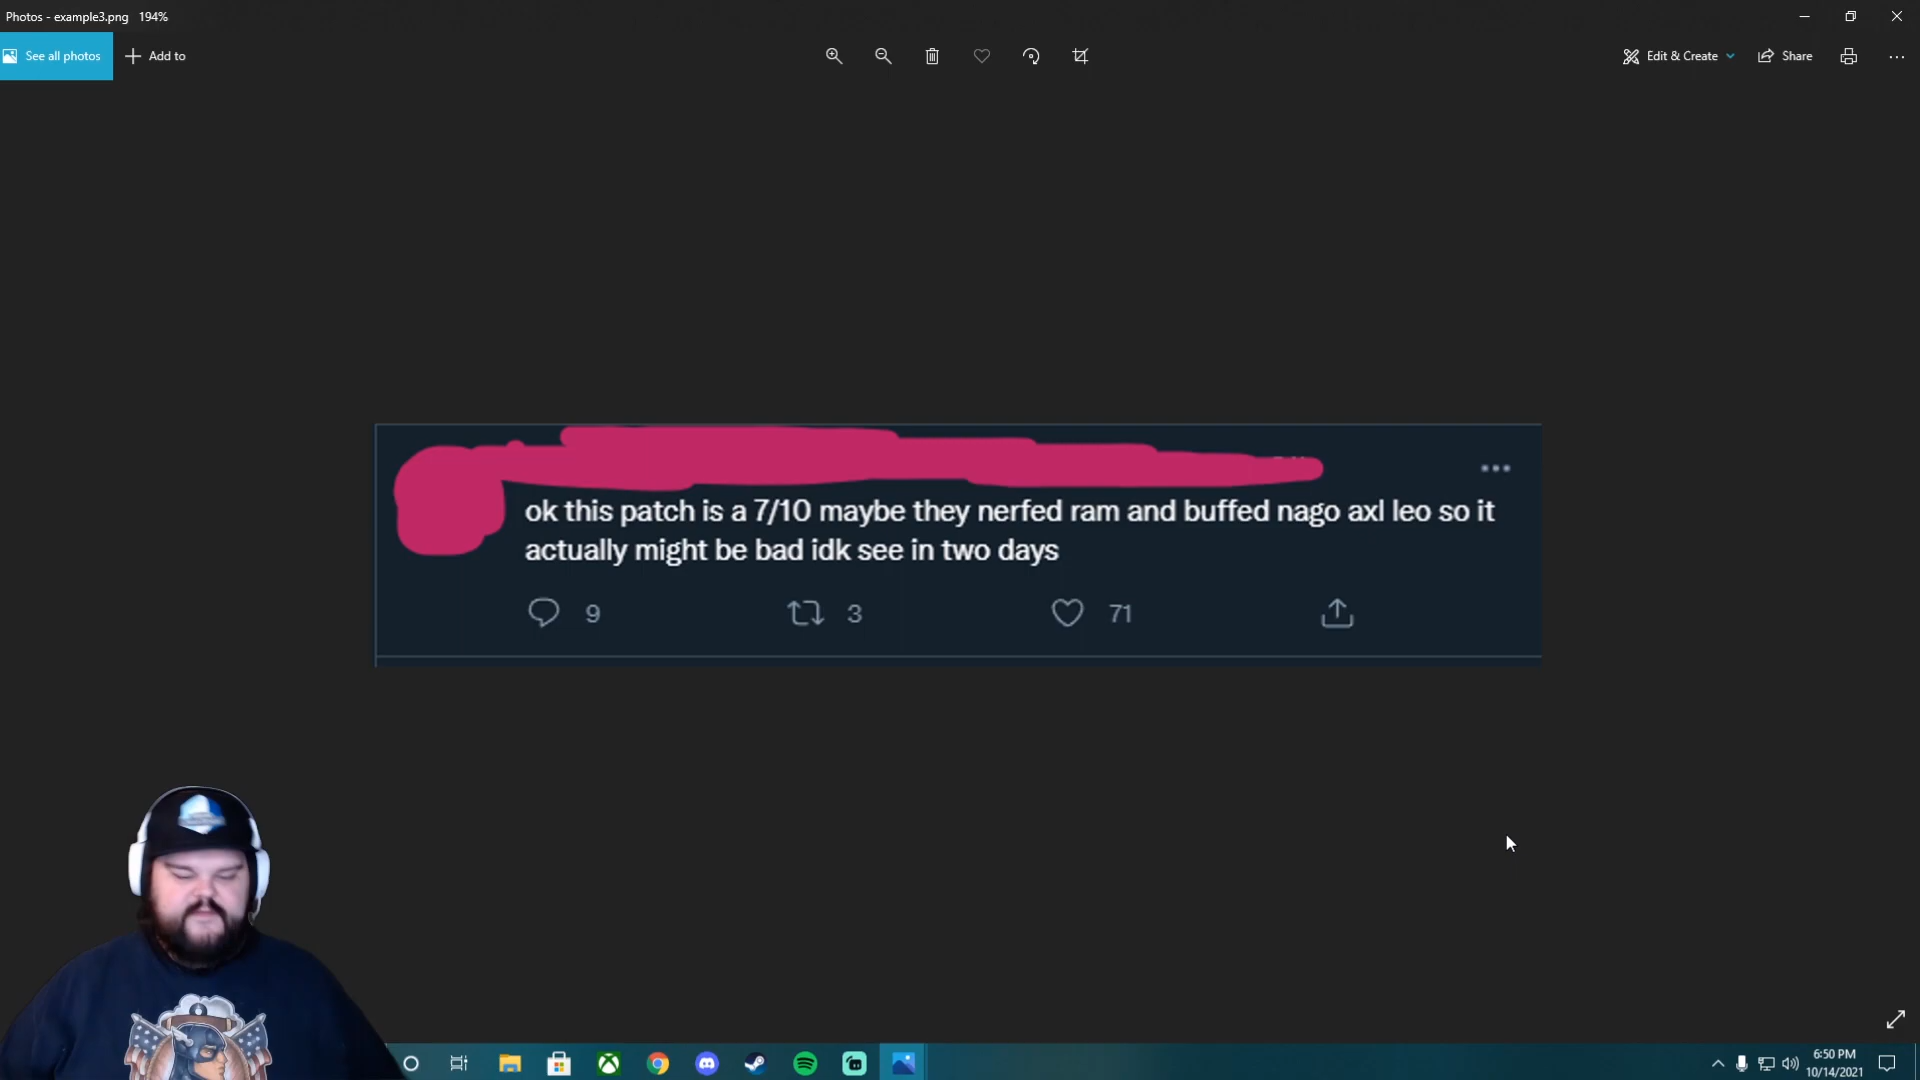 Photos - example3.png 194%
See all photos
Add to
Edit & Create
Share
ok this patch is a 7/10 maybe they nerfed ram and buffed nago axl leo so it
actually might be bad idk see in two days
9 3 71
6:50 PM
10/14/2021